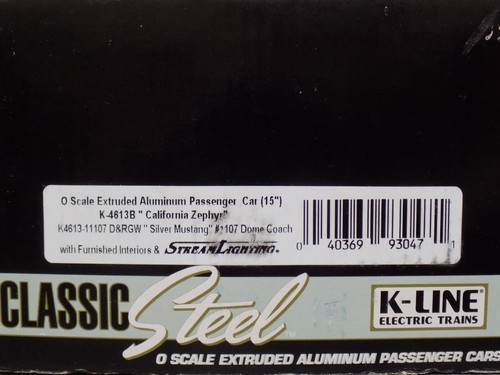 O Scale Extruded Aluminum Passenger Car (15")
K-4613B " California Zephyr"
K4613-11107 D&RGW " Silver Mustang" #1107 Dome Coach
with Furnished Interiors & STREAMLIGHTING.
0 40369 93047 1
CLASSIC Steel
K-LINE
ELECTRIC TRAINS
O SCALE EXTRUDED ALUMINUM PASSENGER CARS